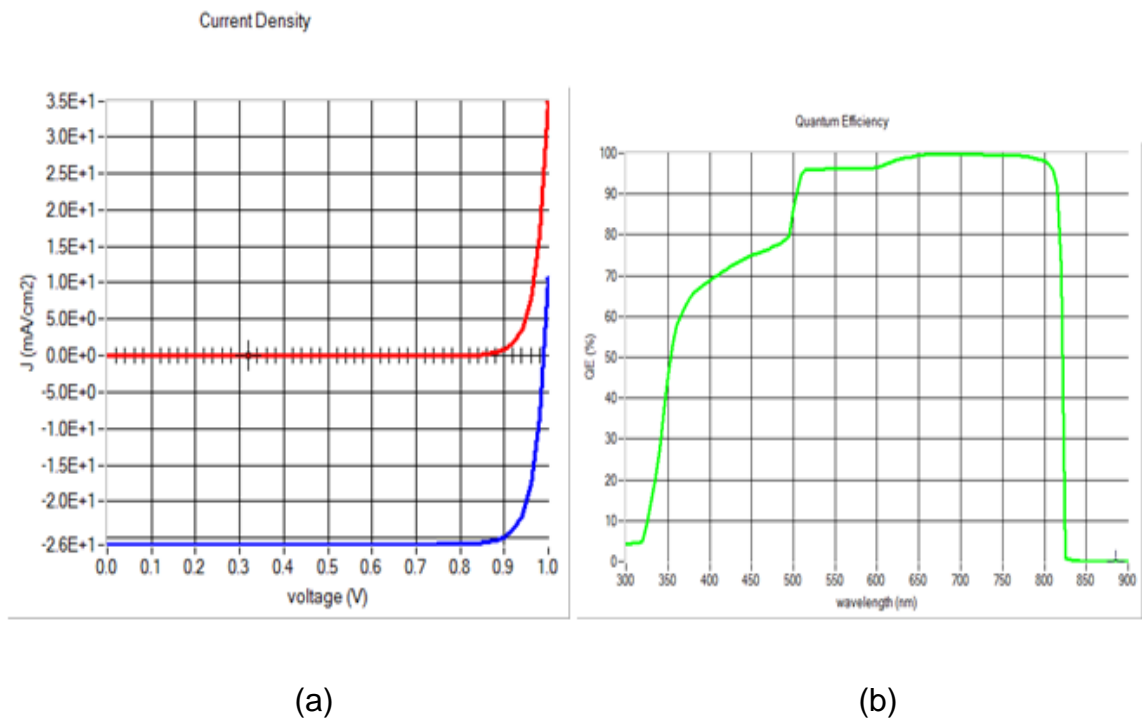 Current Density
3.5E+1
3.0E+1
2.5E+1
2.0E+1
1.5E+1
1.0E+1
5.0E+0
0.0E+0
-5.0E+0
-1.0E+1
-1.5E+1
-2.0E+1
-2.6E+1
J (mA/cm2)
0.0 0.1 0.2 0.3 0.4 0.5 0.6 0.7 0.8 0.9 1.0
voltage (V)
(a)
Quantum Efficiency
100
90
80
70
60
50
40
30
20
10
0
QE (%)
300 350 400 450 500 550 600 650 700 750 800 850 900
wavelength (nm)
(b)